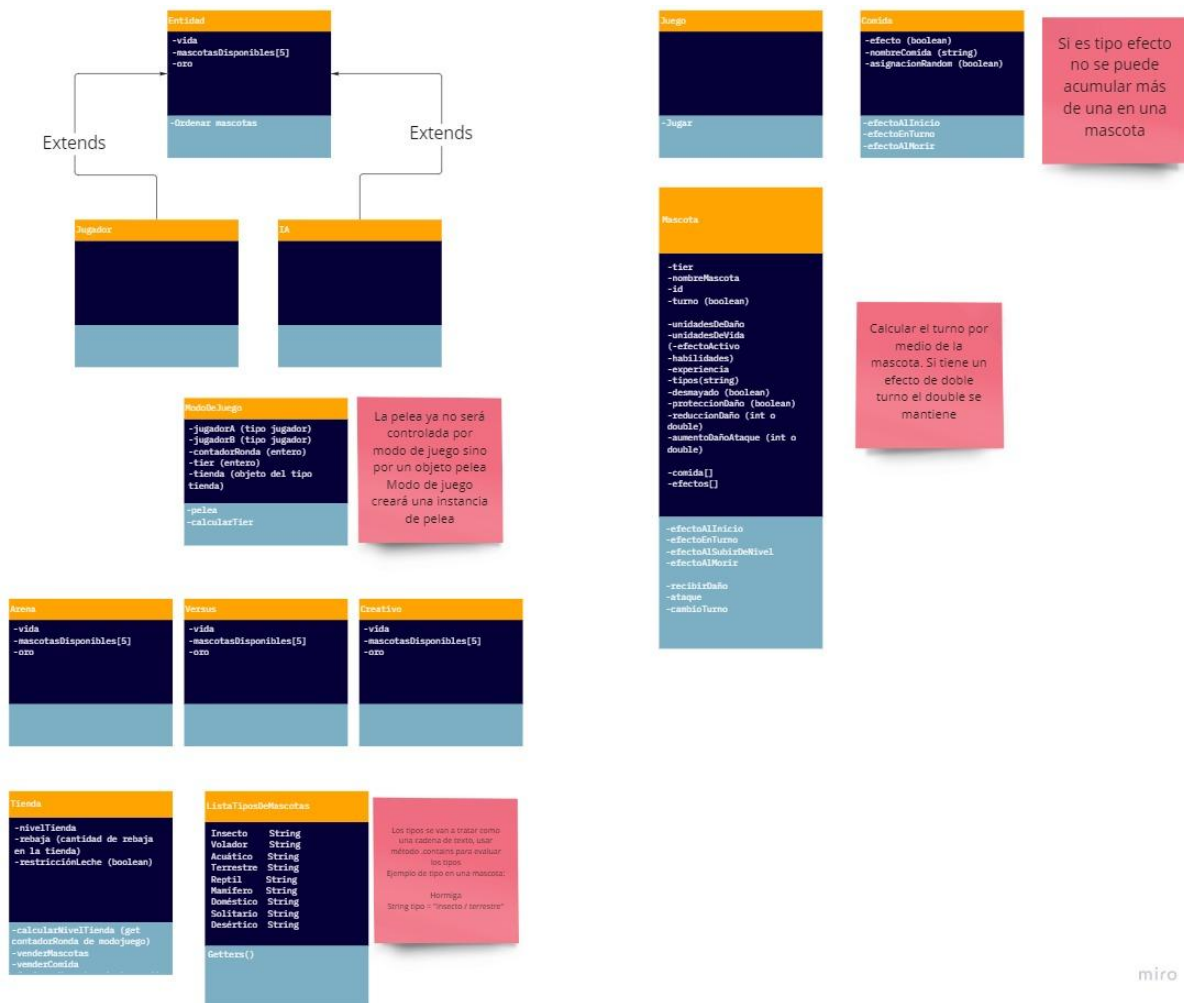 Entidad
-vida
-mascotasDisponibles[5]
-oro
-Ordenar mascotas
Extends
Extends
Jugador
IA
ModoDeJuego
-jugadorA (tipo jugador)
-jugadorB (tipo jugador)
-contadorRonda (entero)
-tier (entero)
-tienda (objeto del tipo
tienda)
-pelea
-calcularTier
La pelea ya no será
controlada por
modo de juego sino
por un objeto pelea
Modo de juego
creará una instancia
de pelea
Arena
-vida
-mascotasDisponibles[5]
-oro
Versus
-vida
-mascotasDisponibles[5]
-oro
Creativo
-vida
-mascotasDisponibles[5]
-oro
Tienda
-nivelTienda
-rebaja (cantidad de rebaja
en la tienda)
-restricciónLeche (boolean)
-calcularNivelTienda (get
contadorRonda de modojuego)
-venderMascotas
-venderComida
ListaTiposDeMascotas
Insecto String
Volador String
Acuático String
Terrestre String
Reptil String
Mamífero String
Doméstico String
Solitario String
Desértico String
Getters()
Los tipos se van a tratar como
una cadena de texto, usar
método .contains para evaluar
los tipos
Ejemplo de tipo en una mascota:
Hormiga
String tipo = "insecto / terrestre"
Juego
-Jugar
Comida
-efecto (boolean)
-nombreComida (string)
-asignacionRandom (boolean)
-efectoAlInicio
-efectoEnTurno
-efectoAlMorir
Si es tipo efecto
no se puede
acumular más
de una en una
mascota
Mascota
-tier
-nombreMascota
-id
-turno (boolean)
-unidadesDeDaño
-unidadesDeVida
(-efectoActivo
-habilidades)
-experiencia
-tipos(string)
-desmayado (boolean)
-proteccionDaño (boolean)
-reduccionDaño (int o
double)
-aumentoDañoAtaque (int o
double)
-comida[]
-efectos[]
-efectoAlInicio
-efectoEnTurno
-efectoAlSubirDeNivel
-efectoAlMorir
-recibirDaño
-ataque
-cambioTurno
Calcular el turno por
medio de la
mascota. Si tiene un
efecto de doble
turno el double se
mantiene
miro